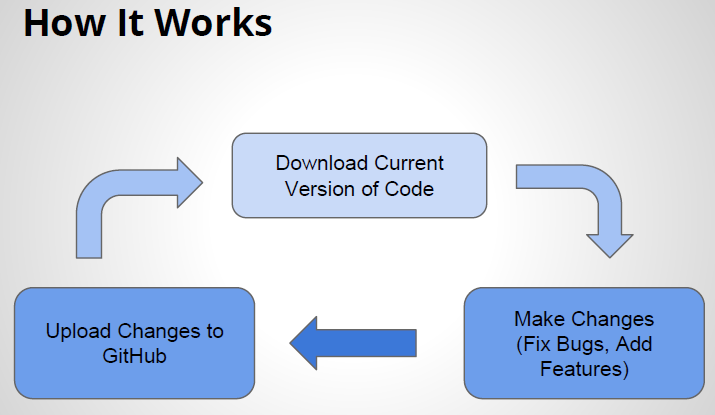 How It Works
Download Current
Version of Code
Make Changes
(Fix Bugs, Add
Features)
Upload Changes to
GitHub